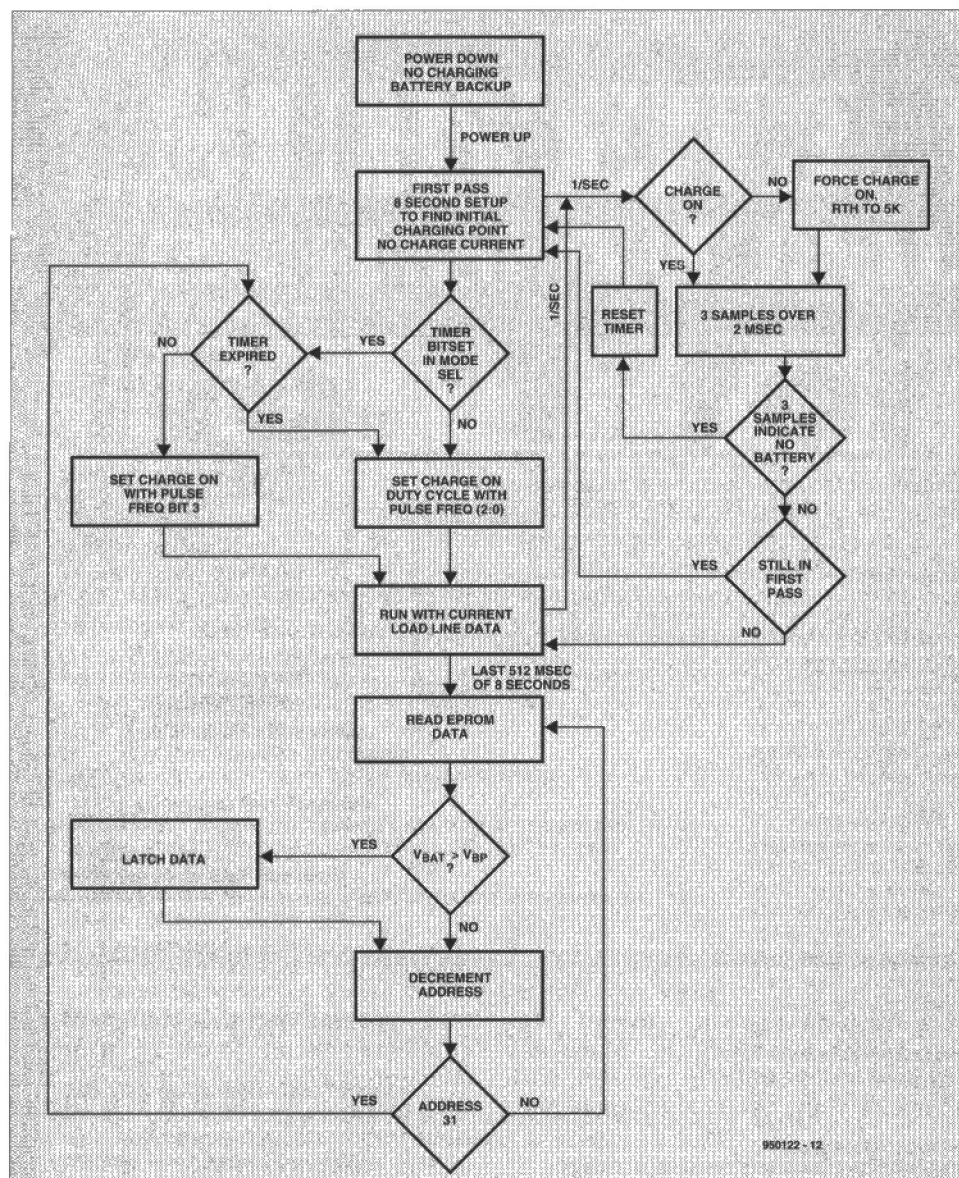 POWER DOWN
NO CHARGING
BATTERY BACKUP
POWER UP
FIRST PASS
8 SECOND SETUP
TO FIND INITIAL
CHARGING POINT
NO CHARGE CURRENT
1/SEC
CHARGE
ON
?
NO
FORCE CHARGE
ON,
RTH TO 5K
YES
1/SEC
RESET
TIMER
3 SAMPLES OVER
2 MSEC
NO
TIMER
EXPIRED
?
YES
TIMER
BITSET
IN MODE
SEL
?
YES
NO
YES
3
SAMPLES
INDICATE
NO
BATTERY
?
NO
SET CHARGE ON
WITH PULSE
FREQ BIT 3
SET CHARGE ON
DUTY CYCLE WITH
PULSE FREQ (2:0)
YES
STILL IN
FIRST
PASS
NO
RUN WITH CURRENT
LOAD LINE DATA
LAST 512 MSEC
OF 8 SECONDS
READ EPROM
DATA
LATCH DATA
YES
VBAT > VBP
?
NO
DECREMENT
ADDRESS
YES
ADDRESS
31
NO
950122 - 12